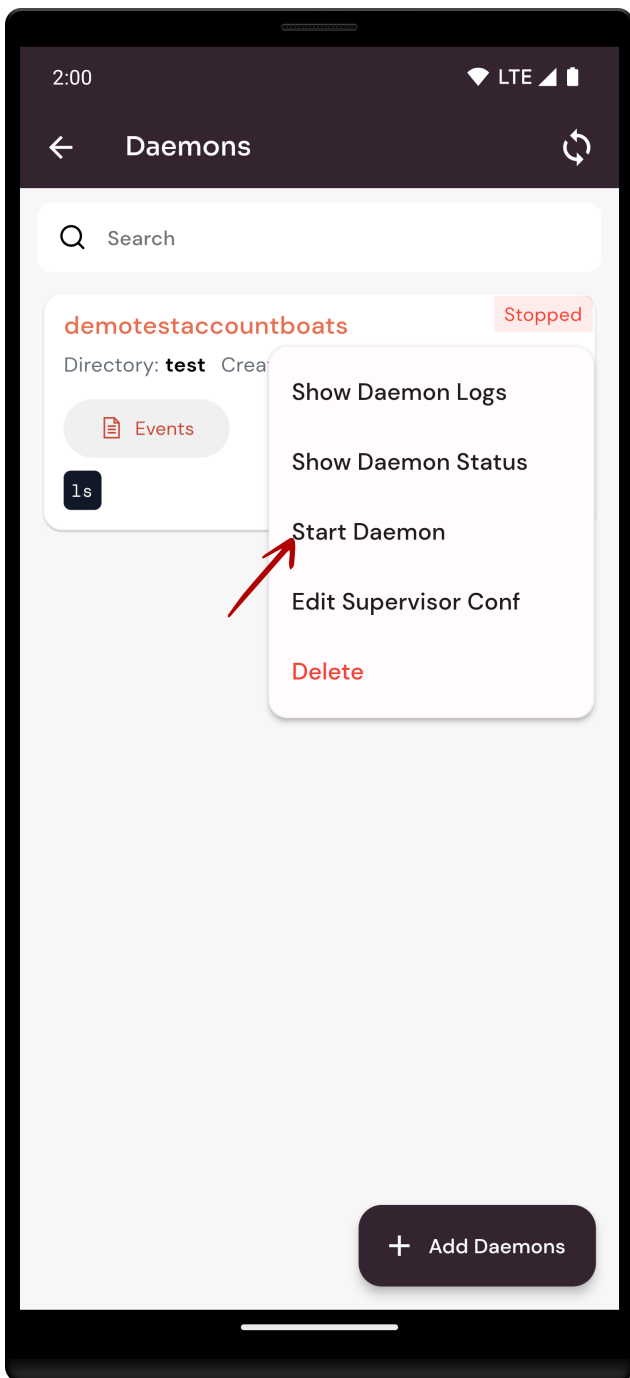 2:00 LTE
Daemons
Search
demotestaccountboats Stopped
Directory: test Crea
Events
ls
Show Daemon Logs
Show Daemon Status
Start Daemon
Edit Supervisor Conf
Delete
+ Add Daemons